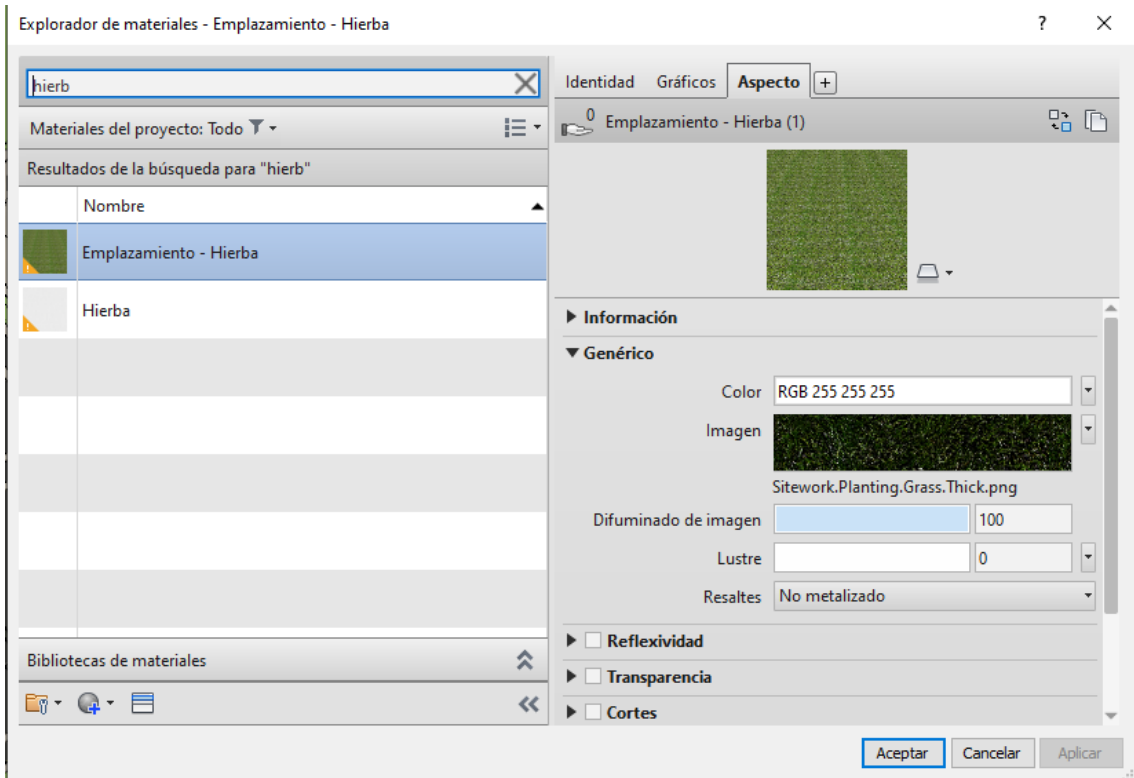 Explorador de materiales - Emplazamiento - Hierba
hierb
Materiales del proyecto: Todo
Resultados de la búsqueda para "hierb"
Nombre
Emplazamiento - Hierba
Hierba
Bibliotecas de materiales
Identidad Gráficos Aspecto
0 Emplazamiento - Hierba (1)
Información
Genérico
Color RGB 255 255 255
Imagen
Sitework.Planting.Grass.Thick.png
Difuminado de imagen 100
Lustre 0
Resaltes No metalizado
Reflexividad
Transparencia
Cortes
Aceptar Cancelar Aplicar